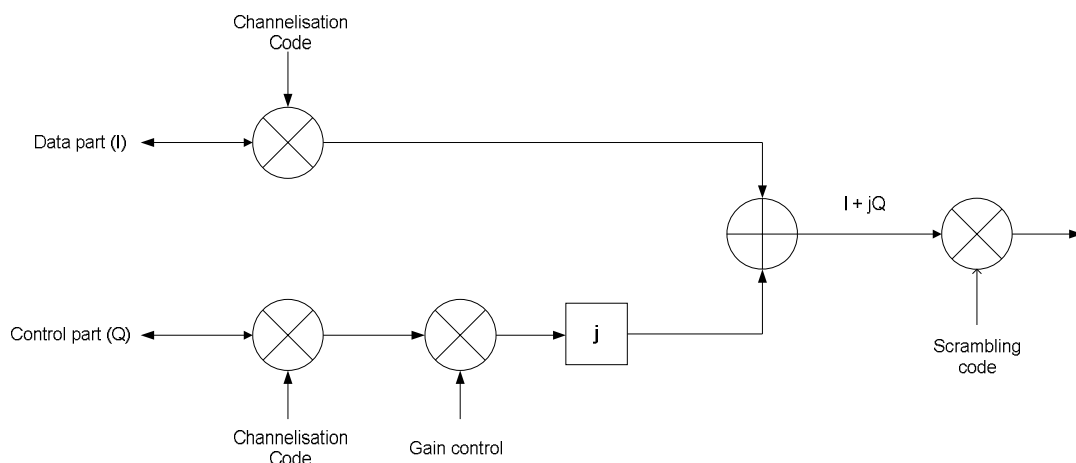 Channelisation
Code
Data part (I)
I + jQ
Control part (Q)
j
Scrambling
code
Channelisation
Code
Gain control